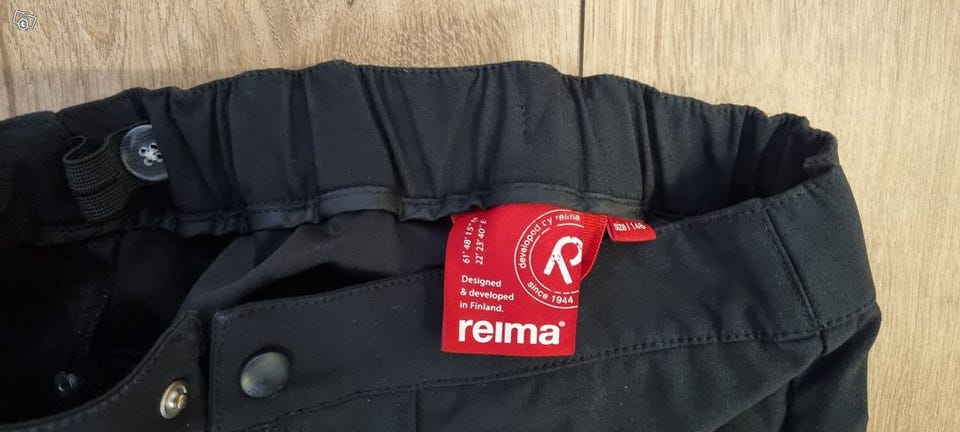 61°48'15"N
22°23'40"E
developed by reima
since 1944
Designed
& developed
in Finland.
reima®
size / 146